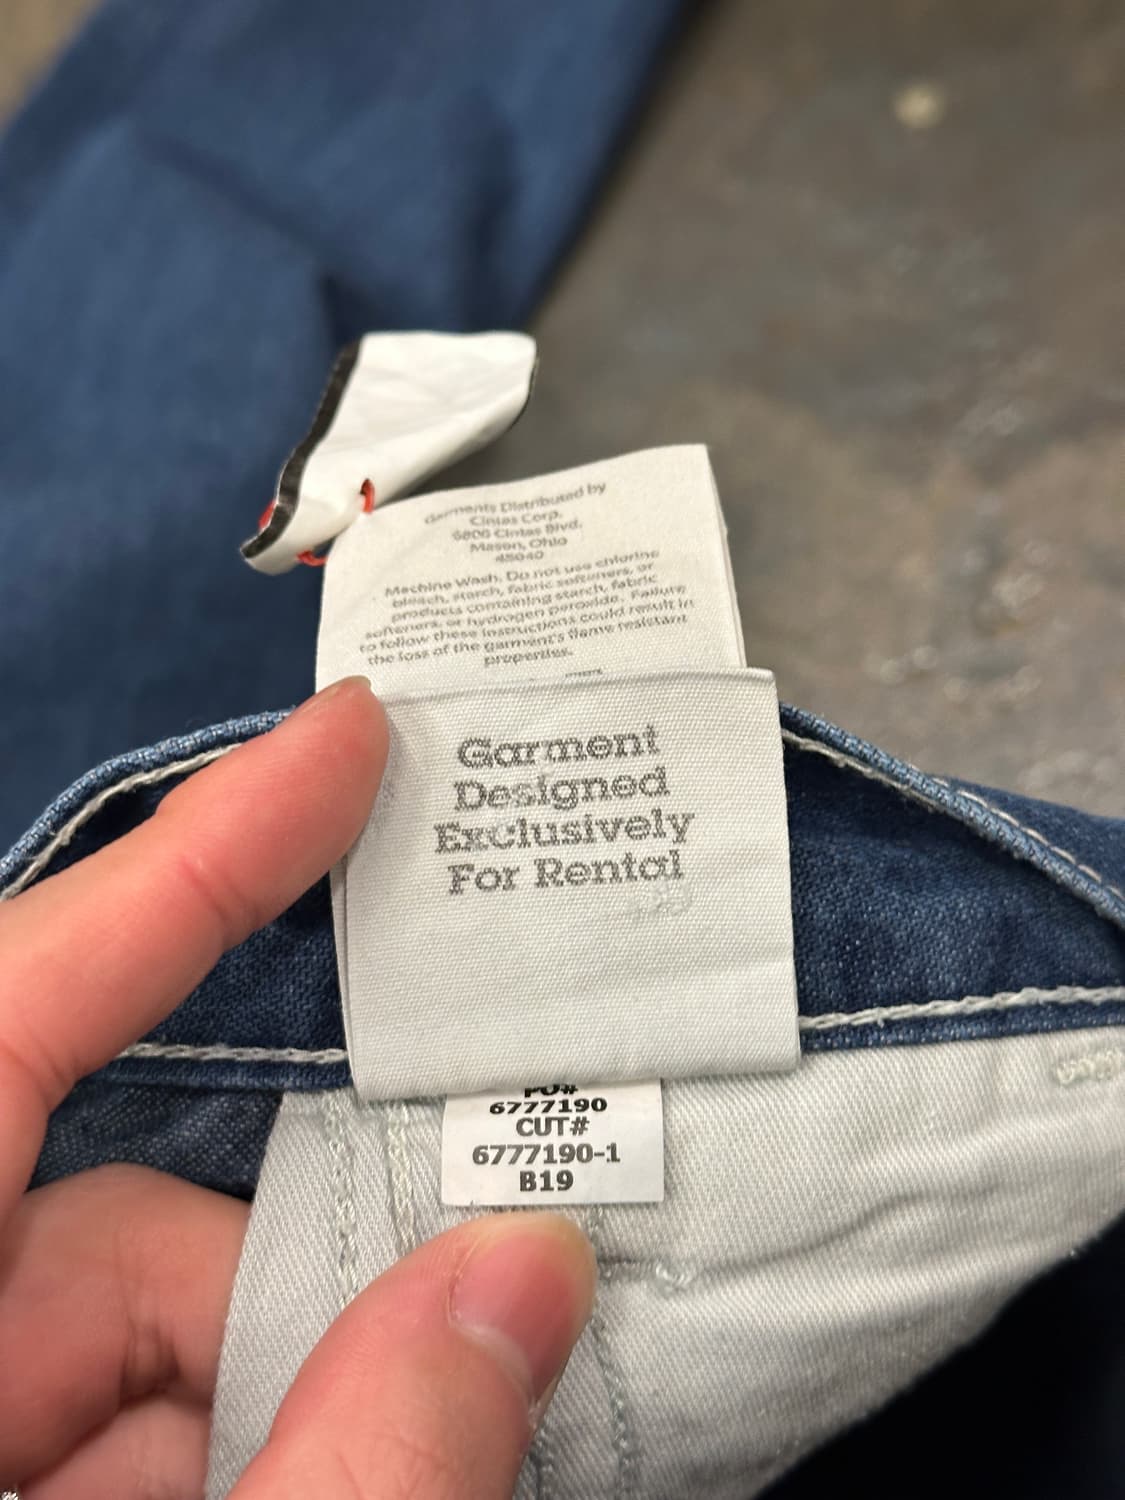 Garments Distributed by
Cintas Corp.
6800 Cintas Blvd.
Mason, Ohio
45040
Machine Wash. Do not use chlorine
bleach, starch, fabric softeners, or
products containing starch, fabric
softeners, or hydrogen peroxide. Failure
to follow these instructions could result in
the loss of the garment's flame resistant
properties.
Garment
Designed
Exclusively
For Rental
PO#
6777190
CUT#
6777190-1
B19